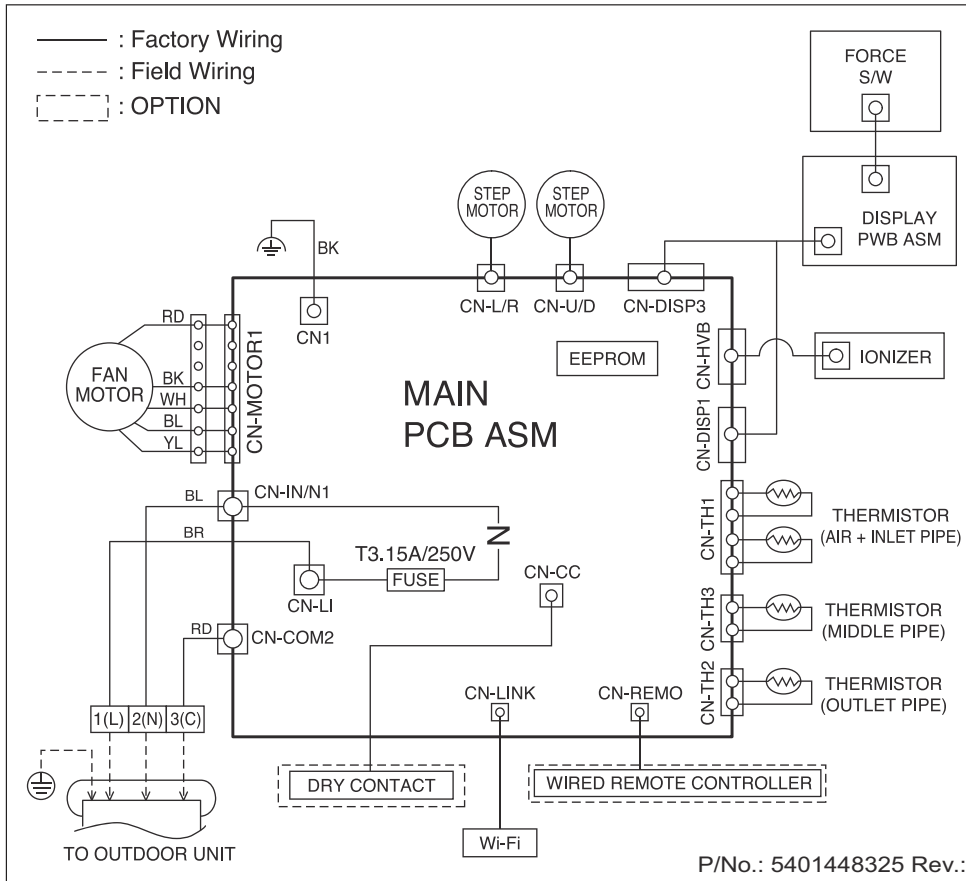 : Factory Wiring
: Field Wiring
: OPTION
FORCE
S/W
DISPLAY
PWB ASM
STEP
MOTOR
STEP
MOTOR
BK
CN1
CN-L/R
CN-U/D
CN-DISP3
CN-HVB
IONIZER
EEPROM
RD
FAN
MOTOR
BK
WH
BL
YL
CN-MOTOR1
MAIN
PCB ASM
CN-DISP1
CN-TH1
THERMISTOR
(AIR + INLET PIPE)
BL
CN-IN/N1
BR
N
T3.15A/250V
FUSE
CN-LI
CN-CC
CN-TH3
THERMISTOR
(MIDDLE PIPE)
RD
CN-COM2
CN-TH2
THERMISTOR
(OUTLET PIPE)
CN-LINK
CN-REMO
1(L) 2(N) 3(C)
DRY CONTACT
WIRED REMOTE CONTROLLER
Wi-Fi
TO OUTDOOR UNIT
P/No.: 5401448325 Rev.: